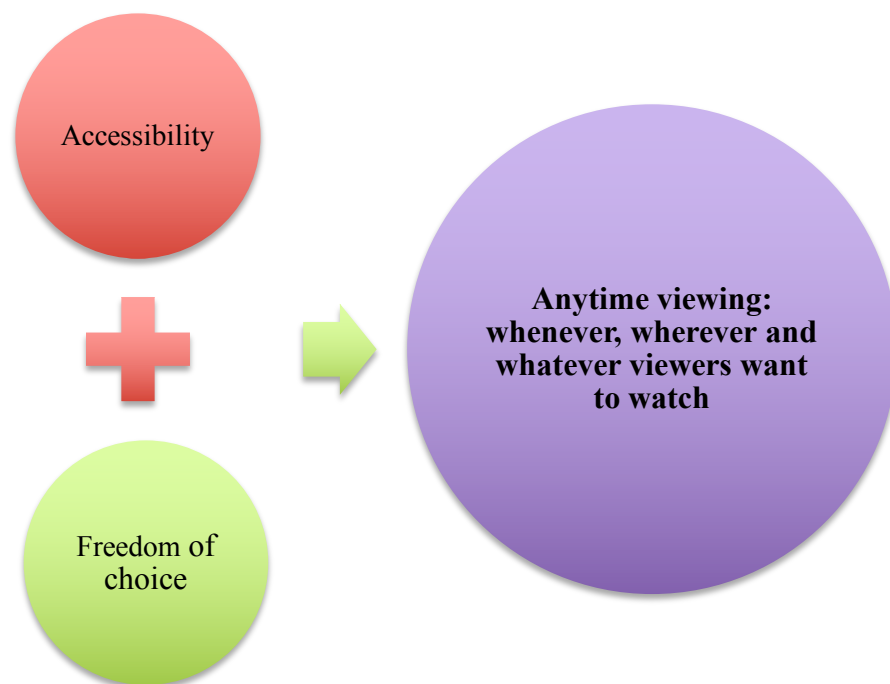 Accessibility
Freedom of
choice
Anytime viewing:
whenever, wherever and
whatever viewers want
to watch